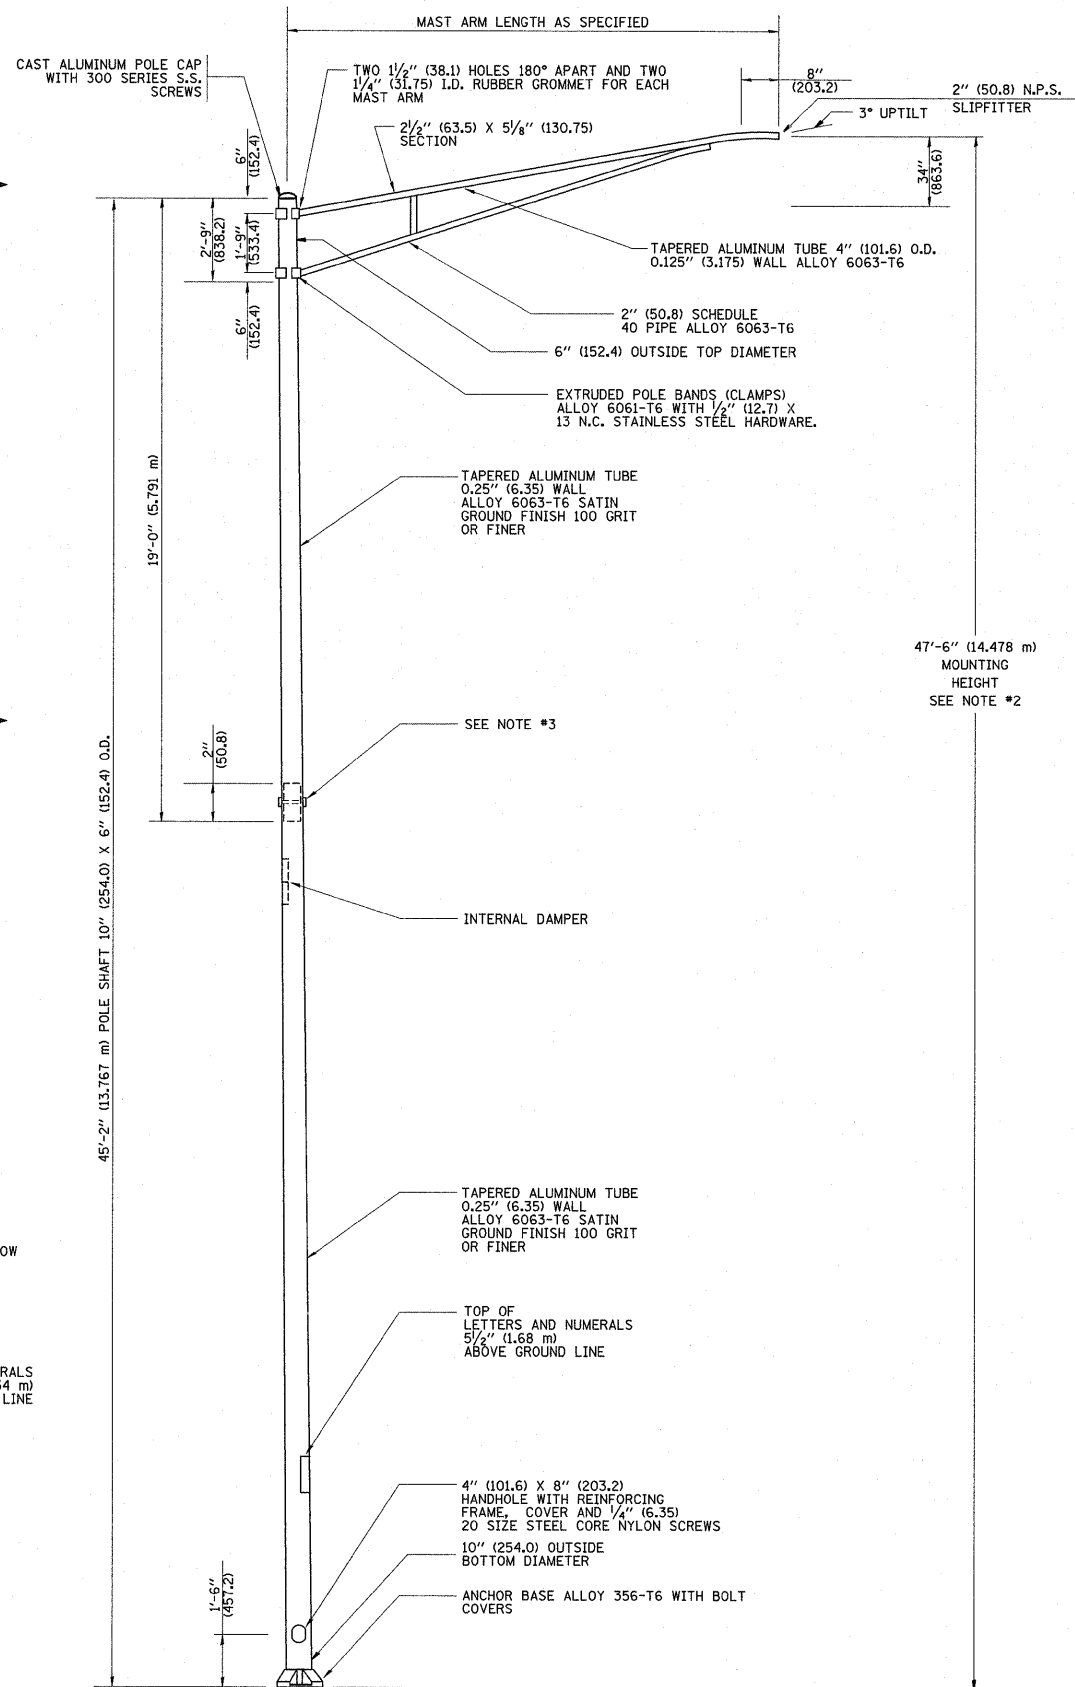 MAST ARM LENGTH AS SPECIFIED
CAST ALUMINUM POLE CAP
WITH 300 SERIES S.S.
SCREWS
TWO 1½" (38.1) HOLES 180° APART AND TWO
1¼" (31.75) I.D. RUBBER GROMMET FOR EACH
MAST ARM
8"
(203.2)
2" (50.8) N.P.S.
SLIPFITTER
3° UPTILT
2½" (63.5) X 5⅛" (130.75)
SECTION
6"
(152.4)
34"
(863.6)
2'-9"
(838.2)
1'-9"
(533.4)
TAPERED ALUMINUM TUBE 4" (101.6) O.D.
0.125" (3.175) WALL ALLOY 6063-T6
6"
(152.4)
2" (50.8) SCHEDULE
40 PIPE ALLOY 6063-T6
6" (152.4) OUTSIDE TOP DIAMETER
EXTRUDED POLE BANDS (CLAMPS)
ALLOY 6061-T6 WITH ½" (12.7) X
13 N.C. STAINLESS STEEL HARDWARE.
19'-0" (5.791 m)
TAPERED ALUMINUM TUBE
0.25" (6.35) WALL
ALLOY 6063-T6 SATIN
GROUND FINISH 100 GRIT
OR FINER
47'-6" (14.478 m)
MOUNTING
HEIGHT
SEE NOTE #2
SEE NOTE #3
2"
(50.8)
45'-2" (13.767 m) POLE SHAFT 10" (254.0) X 6" (152.4) O.D.
INTERNAL DAMPER
TAPERED ALUMINUM TUBE
0.25" (6.35) WALL
ALLOY 6063-T6 SATIN
GROUND FINISH 100 GRIT
OR FINER
OW
TOP OF
LETTERS AND NUMERALS
5½" (1.68 m)
ABOVE GROUND LINE
RALS
64 m)
LINE
4" (101.6) X 8" (203.2)
HANDHOLE WITH REINFORCING
FRAME, COVER AND ¼" (6.35)
20 SIZE STEEL CORE NYLON SCREWS
10" (254.0) OUTSIDE
BOTTOM DIAMETER
1'-6"
(457.2)
ANCHOR BASE ALLOY 356-T6 WITH BOLT
COVERS